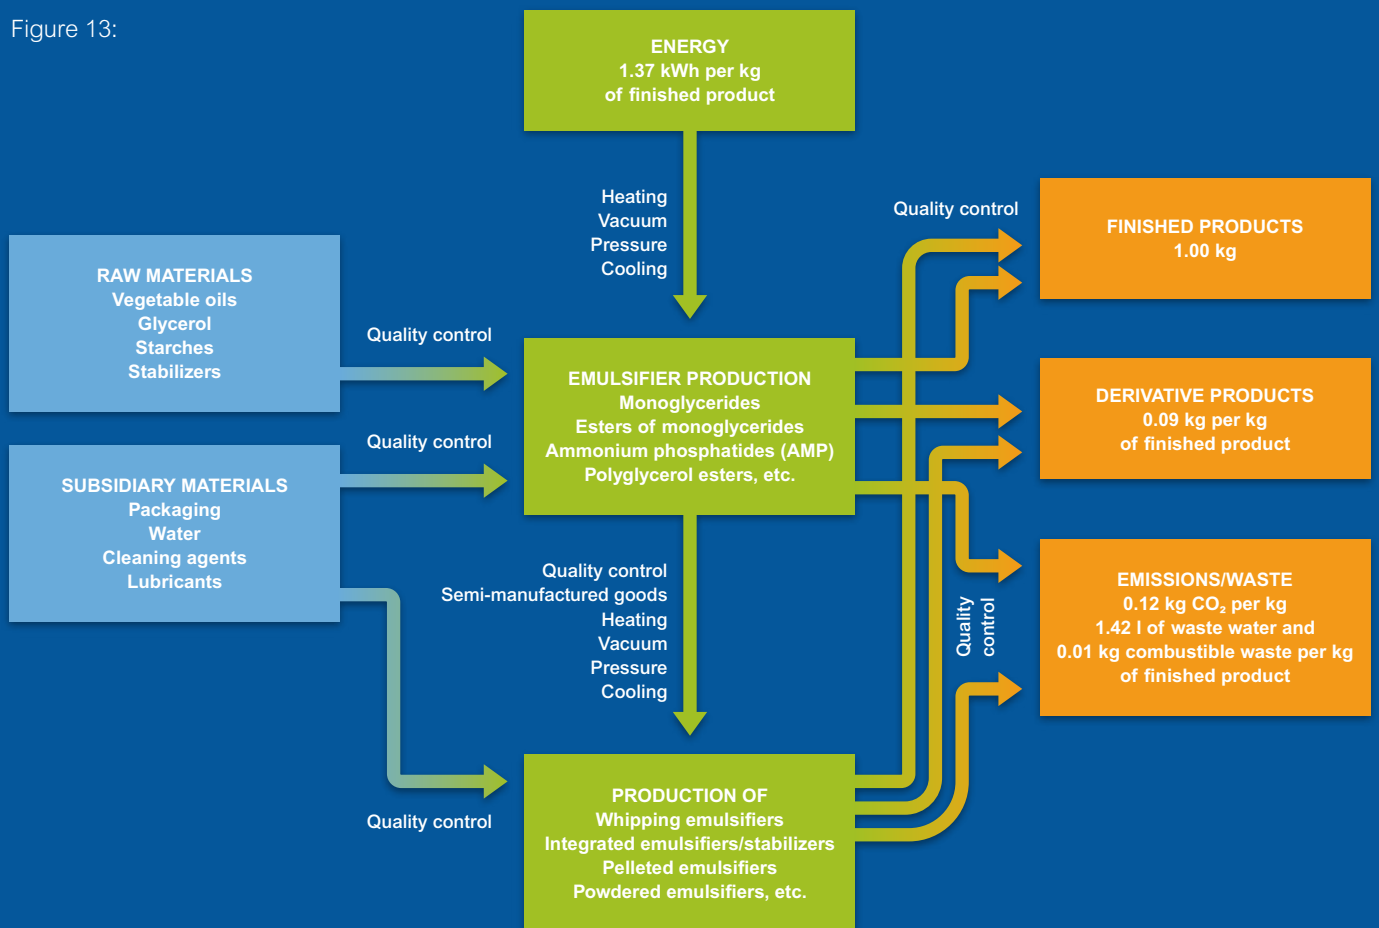 Figure 13:
ENERGY
1.37 kWh per kg
of finished product
Heating
Vacuum
Pressure
Cooling
Quality control
FINISHED PRODUCTS
1.00 kg
RAW MATERIALS
Vegetable oils
Glycerol
Starches
Stabilizers
Quality control
EMULSIFIER PRODUCTION
Monoglycerides
Esters of monoglycerides
Ammonium phosphatides (AMP)
Polyglycerol esters, etc.
DERIVATIVE PRODUCTS
0.09 kg per kg
of finished product
Quality control
SUBSIDIARY MATERIALS
Packaging
Water
Cleaning agents
Lubricants
Quality control
Semi-manufactured goods
Heating
Vacuum
Pressure
Cooling
Quality
control
EMISSIONS/WASTE
0.12 kg CO₂ per kg
1.42 l of waste water and
0.01 kg combustible waste per kg
of finished product
Quality control
PRODUCTION OF
Whipping emulsifiers
Integrated emulsifiers/stabilizers
Pelleted emulsifiers
Powdered emulsifiers, etc.